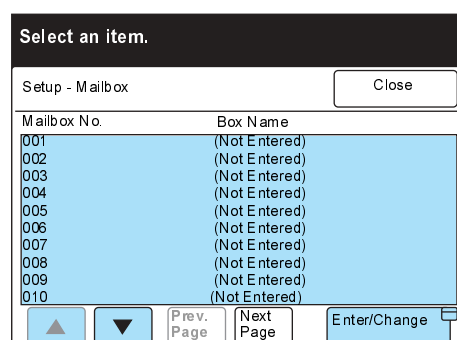 Select an item.
Setup - Mailbox Close
Mailbox No. Box Name
001 (Not Entered)
002 (Not Entered)
003 (Not Entered)
004 (Not Entered)
005 (Not Entered)
006 (Not Entered)
007 (Not Entered)
008 (Not Entered)
009 (Not Entered)
010 (Not Entered)
Prev. Page Next Page Enter/Change